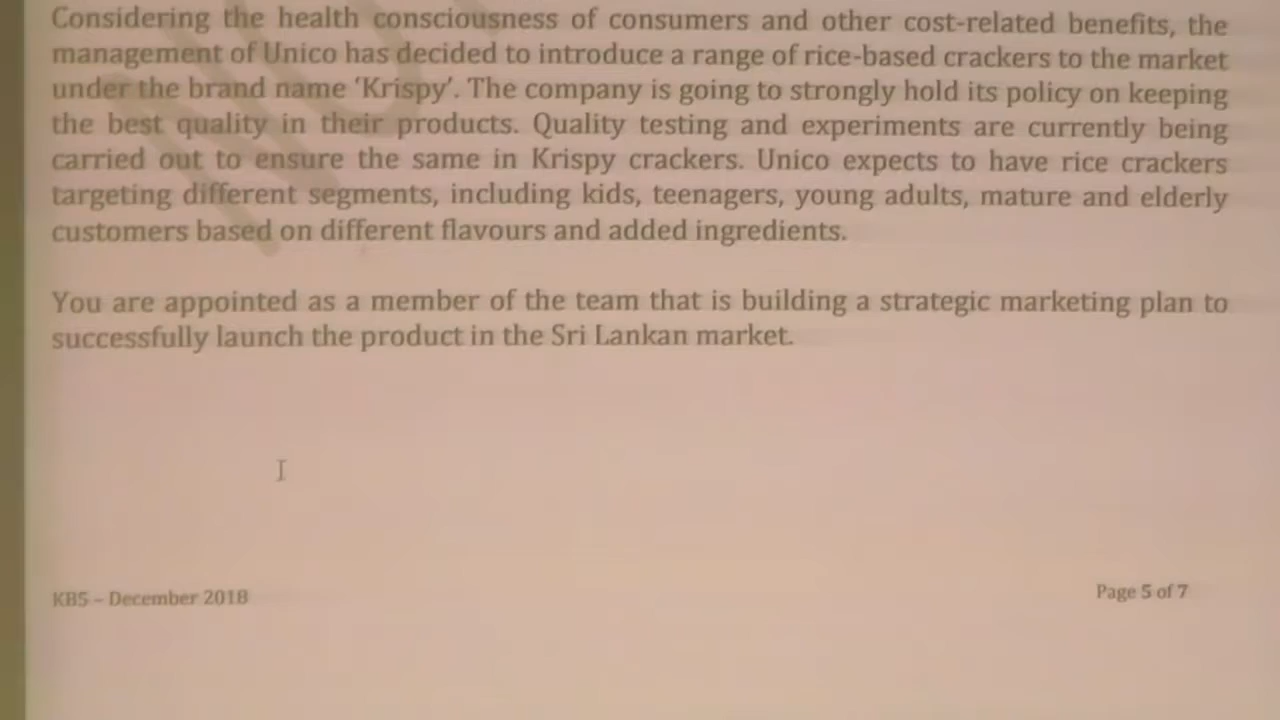 Considering the health consciousness of consumers and other cost-related benefits, the
management of Unico has decided to introduce a range of rice-based crackers to the market
under the brand name ‘Krispy’. The company is going to strongly hold its policy on keeping
the best quality in their products. Quality testing and experiments are currently being
carried out to ensure the same in Krispy crackers. Unico expects to have rice crackers
targeting different segments, including kids, teenagers, young adults, mature and elderly
customers based on different flavours and added ingredients.
You are appointed as a member of the team that is building a strategic marketing plan to
successfully launch the product in the Sri Lankan market.
KB5 – December 2018
Page 5 of 7